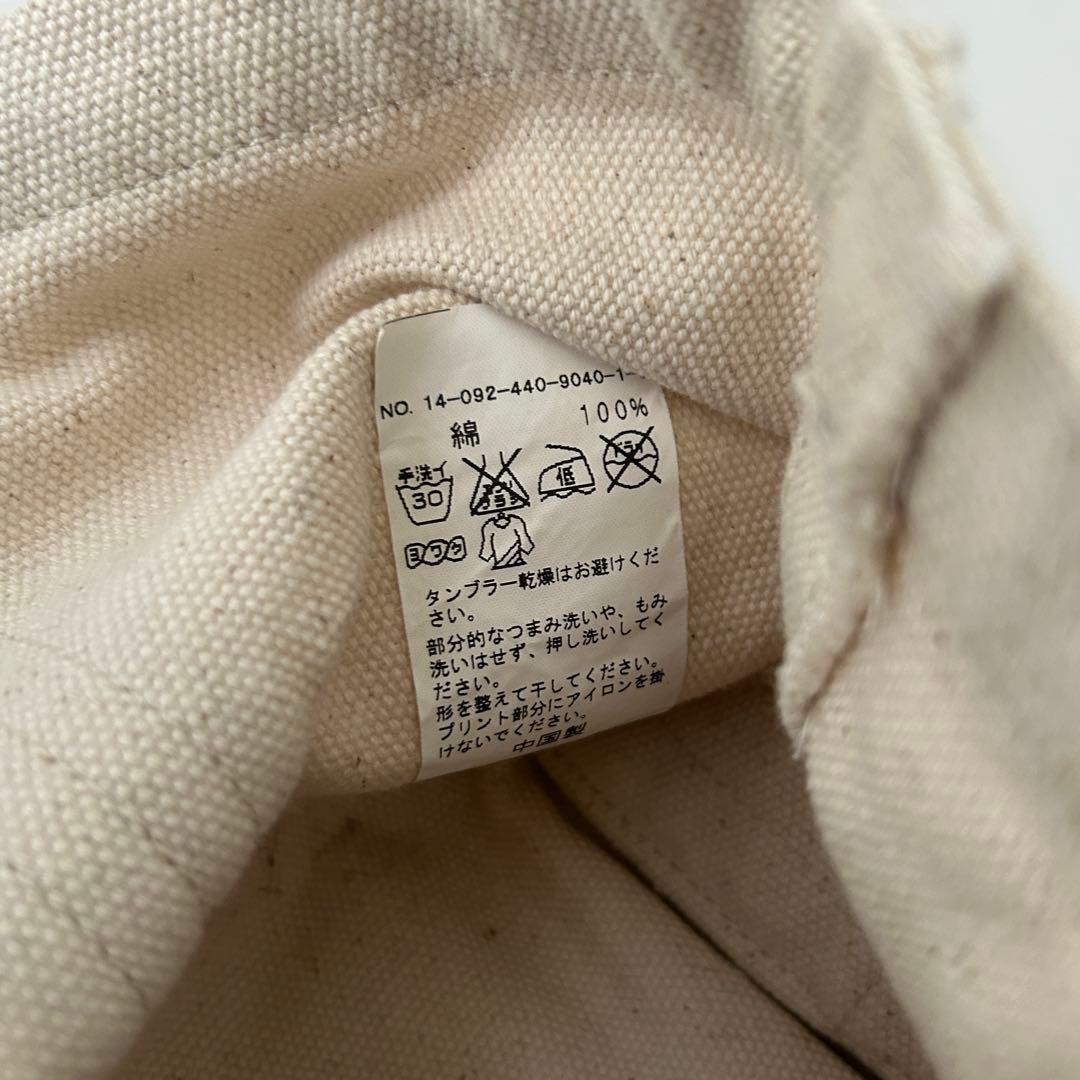 NO. 14-092-440-9040-1-
綿 100%
手洗イ 低
30
ヨワク
タンブラー乾燥はお避けくだ
さい。
部分的なつまみ洗いや、もみ
洗いはせず、押し洗いしてく
ださい。
形を整えて干してください。
プリント部分にアイロンを掛
けないでください。
中国製